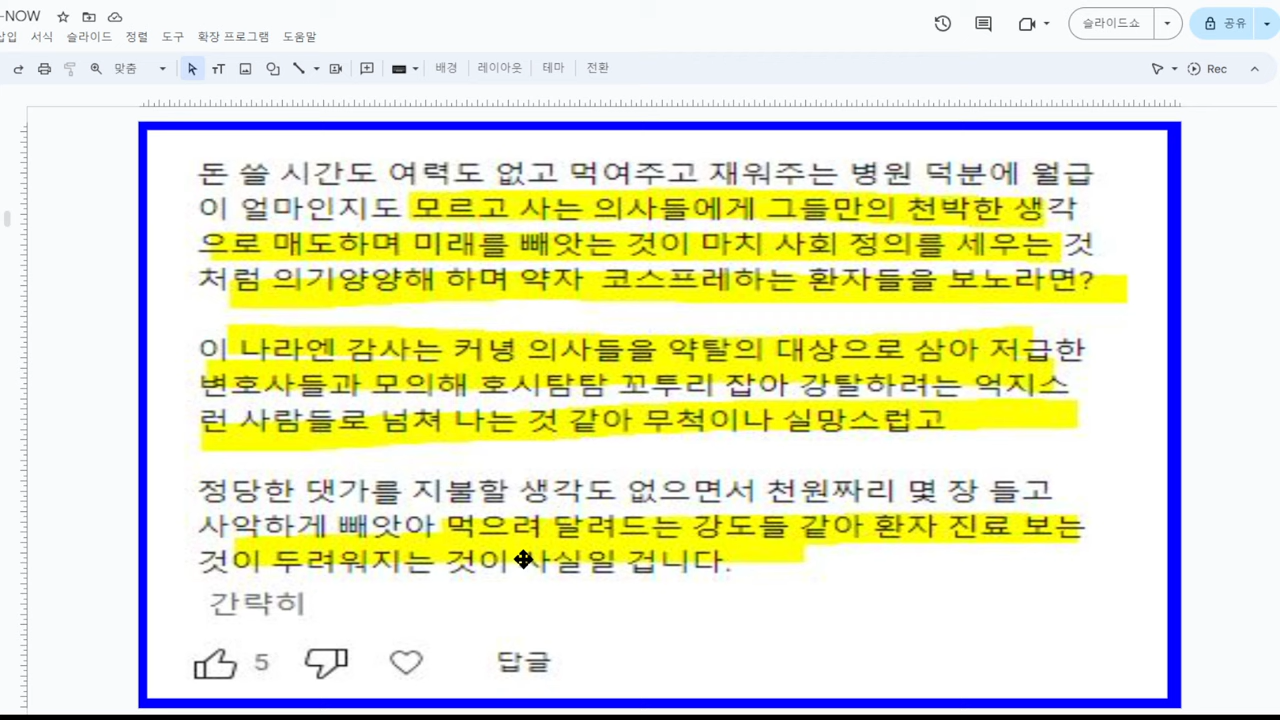 -NOW
삽입 서식 슬라이드 정렬 도구 확장 프로그램 도움말
슬라이드쇼
공유
맞춤
배경 레이아웃 테마 전환
Rec
돈 쓸 시간도 여력도 없고 먹여주고 재워주는 병원 덕분에 월급
이 얼마인지도 모르고 사는 의사들에게 그들만의 천박한 생각
으로 매도하며 미래를 빼앗는 것이 마치 사회 정의를 세우는 것
처럼 의기양양해 하며 약자 코스프레하는 환자들을 보노라면?
이 나라엔 감사는 커녕 의사들을 약탈의 대상으로 삼아 저급한
변호사들과 모의해 호시탐탐 꼬투리 잡아 강탈하려는 억지스
런 사람들로 넘쳐 나는 것 같아 무척이나 실망스럽고
정당한 댓가를 지불할 생각도 없으면서 천원짜리 몇 장 들고
사악하게 빼앗아 먹으려 달려드는 강도들 같아 환자 진료 보는
것이 두려워지는 것이 사실일 겁니다.
간략히
5 답글